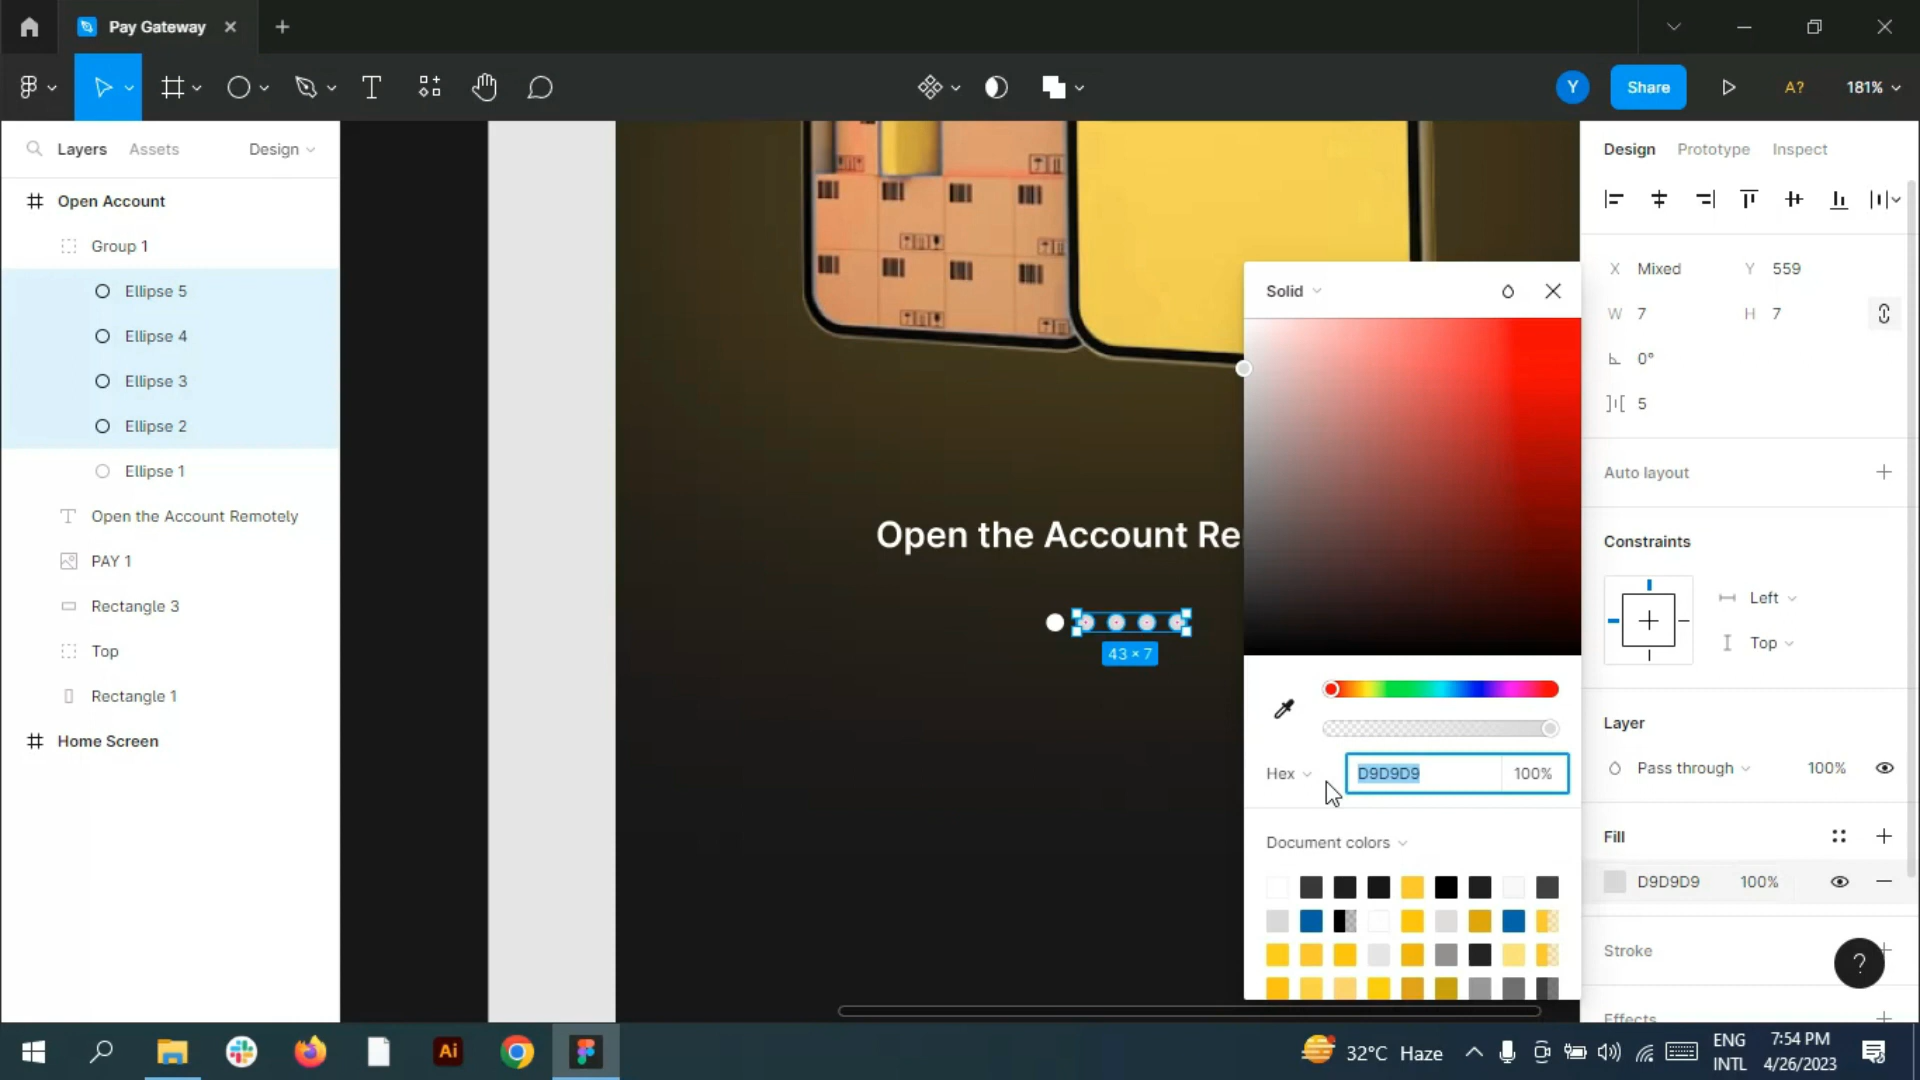 Pay Gateway
Y
Share
A?
181%
Layers
Assets
Design
Open Account
Group 1
Ellipse 5
Ellipse 4
Ellipse 3
Ellipse 2
Ellipse 1
Open the Account Remotely
PAY 1
Rectangle 3
Top
Rectangle 1
Home Screen
Open the Account Re
43 × 7
Solid
Hex
D9D9D9
100%
Document colors
Design
Prototype
Inspect
X Mixed
Y 559
W 7
H 7
0°
5
Auto layout
Constraints
Left
Top
Layer
Pass through
100%
Fill
D9D9D9
100%
Stroke
?
Effects
Ai
32°C Haze
ENG
INTL
7:54 PM
4/26/2023